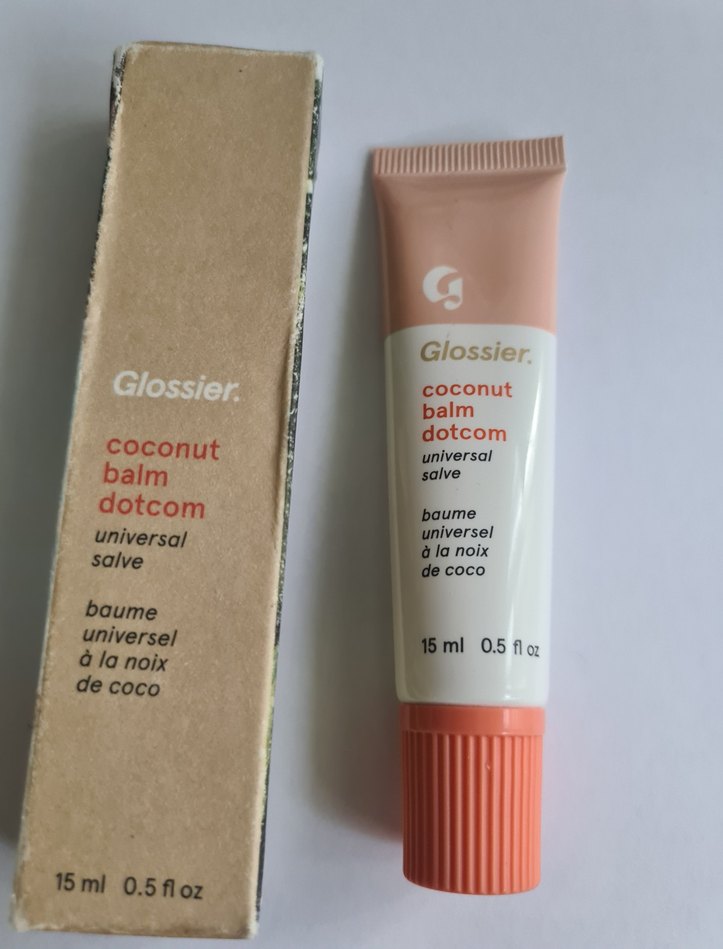 Glossier.
coconut
balm
dotcom
universal
salve
baume
universel
à la noix
de coco
15 ml 0.5 fl oz
G
Glossier.
coconut
balm
dotcom
universal
salve
baume
universel
à la noix
de coco
15 ml 0.5 fl oz